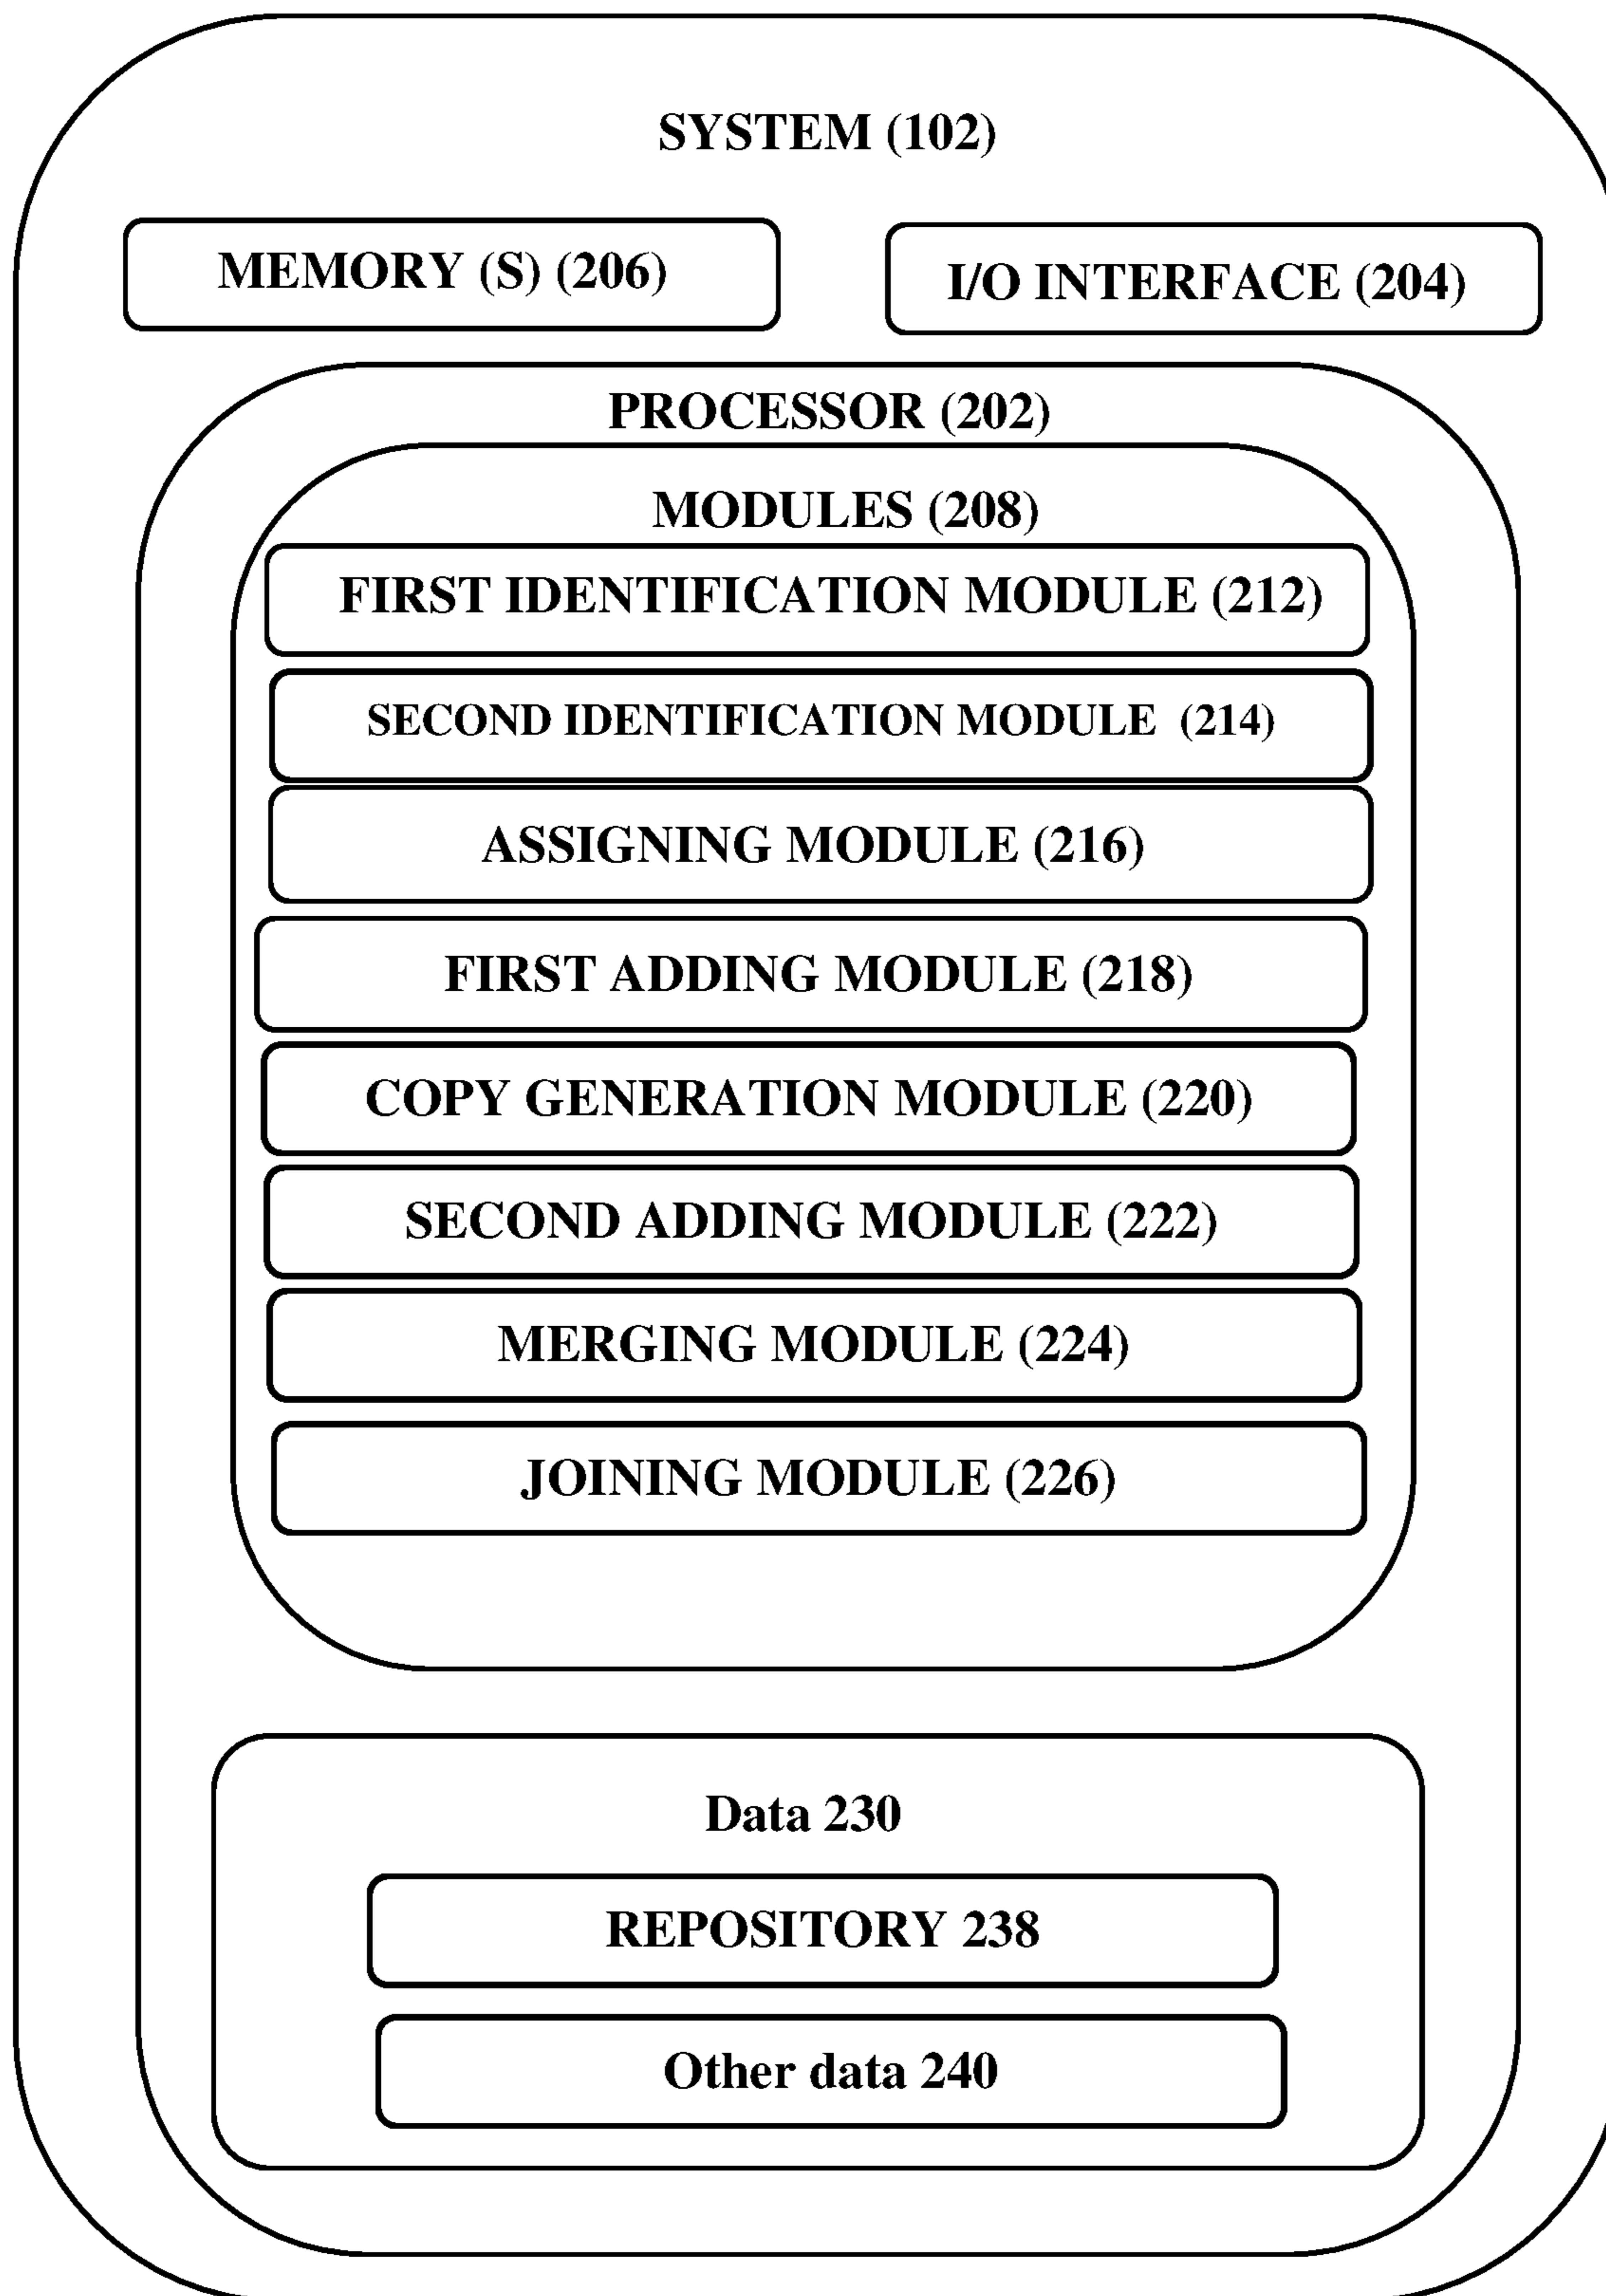 SYSTEM (102)
MEMORY (S) (206)
I/O INTERFACE (204)
PROCESSOR (202)
MODULES (208)
FIRST IDENTIFICATION MODULE (212)
SECOND IDENTIFICATION MODULE (214)
ASSIGNING MODULE (216)
FIRST ADDING MODULE (218)
COPY GENERATION MODULE (220)
SECOND ADDING MODULE (222)
MERGING MODULE (224)
JOINING MODULE (226)
Data 230
REPOSITORY 238
Other data 240